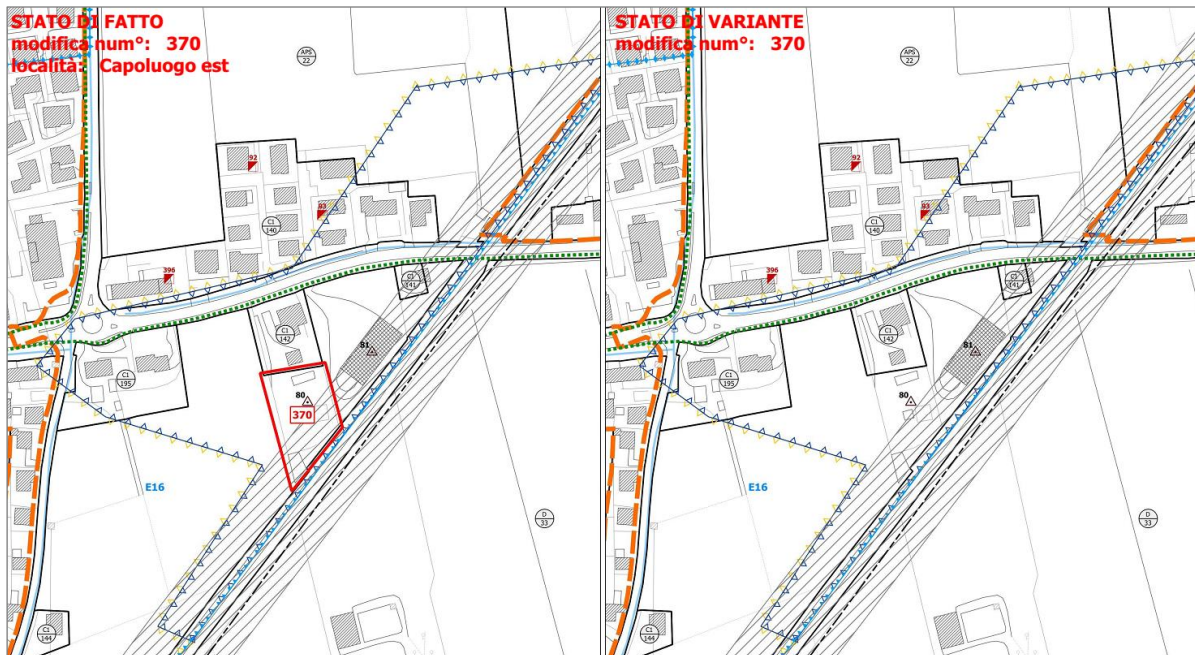 STATO DI FATTO
modifica num°: 370
località: Capoluogo est
APS
22
92
93
C1
140
396
C1
141
C1
142
81
80
370
C1
195
E16
D
33
C1
144
STATO DI VARIANTE
modifica num°: 370
APS
22
92
93
C1
140
396
C1
141
C1
142
81
80
C1
195
E16
D
33
C1
144